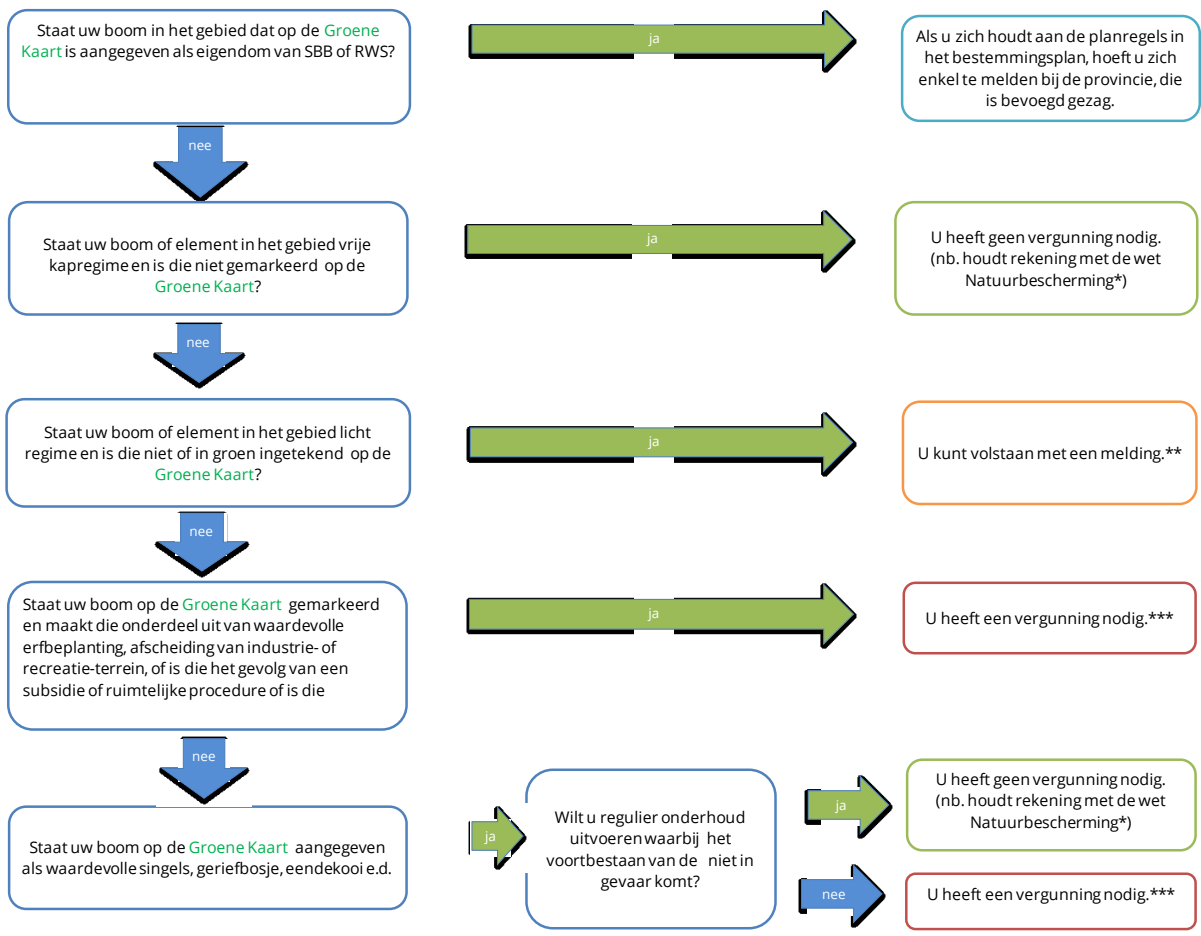 Staat uw boom in het gebied dat op de Groene
Kaart is aangegeven als eigendom van SBB of RWS?
ja
Als u zich houdt aan de planregels in
het bestemmingsplan, hoeft u zich
enkel te melden bij de provincie, die
is bevoegd gezag.
nee
Staat uw boom of element in het gebied vrije
kapregime en is die niet gemarkeerd op de
Groene Kaart?
ja
U heeft geen vergunning nodig.
(nb. houdt rekening met de wet
Natuurbescherming*)
nee
Staat uw boom of element in het gebied licht
regime en is die niet of in groen ingetekend op de
Groene Kaart?
ja
U kunt volstaan met een melding.**
nee
Staat uw boom op de Groene Kaart gemarkeerd
en maakt die onderdeel uit van waardevolle
erfbeplanting, afscheiding van industrie- of
recreatie-terrein, of is die het gevolg van een
subsidie of ruimtelijke procedure of is die
ja
U heeft een vergunning nodig.***
nee
Staat uw boom op de Groene Kaart aangegeven
als waardevolle singels, geriefbosje, eendekooi e.d.
ja
Wilt u regulier onderhoud
uitvoeren waarbij het
voortbestaan van de niet in
gevaar komt?
ja
U heeft geen vergunning nodig.
(nb. houdt rekening met de wet
Natuurbescherming*)
nee
U heeft een vergunning nodig.***